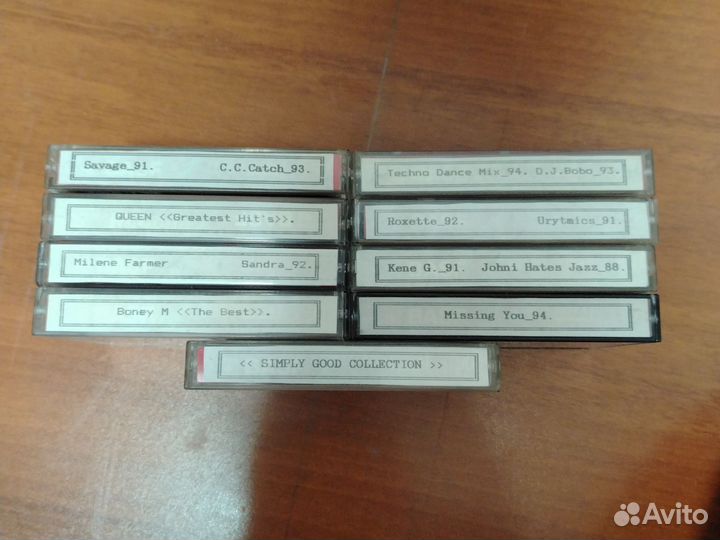 Savage_91. C.C.Catch_93.
QUEEN <<Greatest Hit's>>.
Milene Farmer Sandra_92.
Boney M <<The Best>>.
Techno Dance Mix_94. D.J.Bobo_93.
Roxette_92. Urytmics_91.
Kene G._91. Johni Hates Jazz_88.
Missing You_94.
<< SIMPLY GOOD COLLECTION >>
Avito